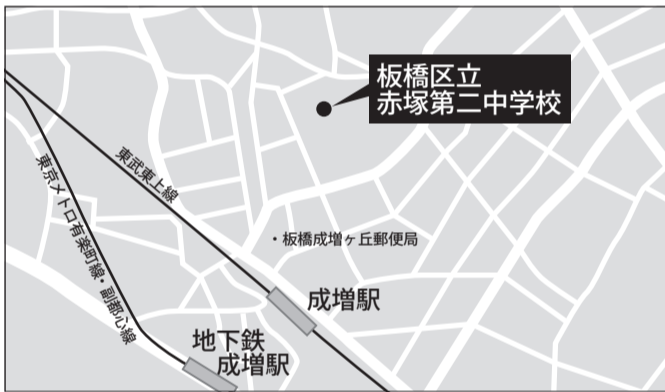 板橋区立
赤塚第二中学校
東武東上線
東京メトロ有楽町線・副都心線
・板橋成増ヶ丘郵便局
成増駅
地下鉄
成増駅